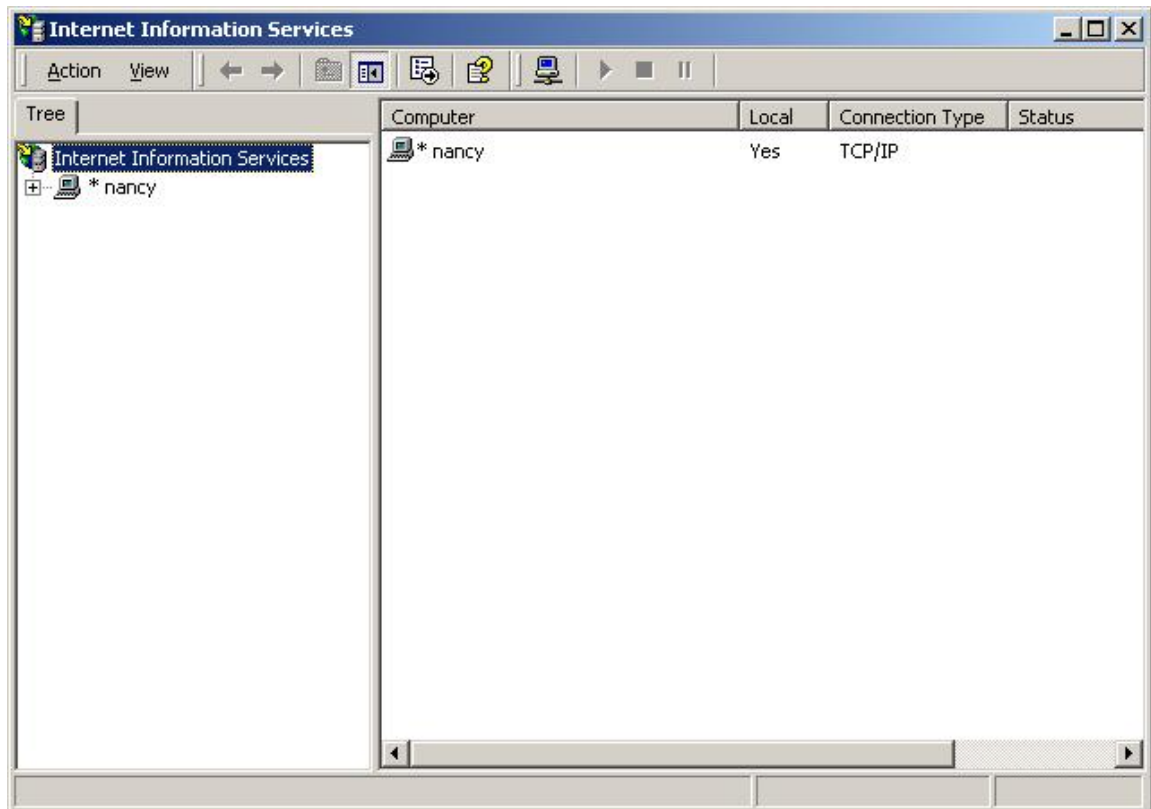 Internet Information Services
Action View
Tree
Internet Information Services
* nancy
Computer Local Connection Type Status
* nancy Yes TCP/IP